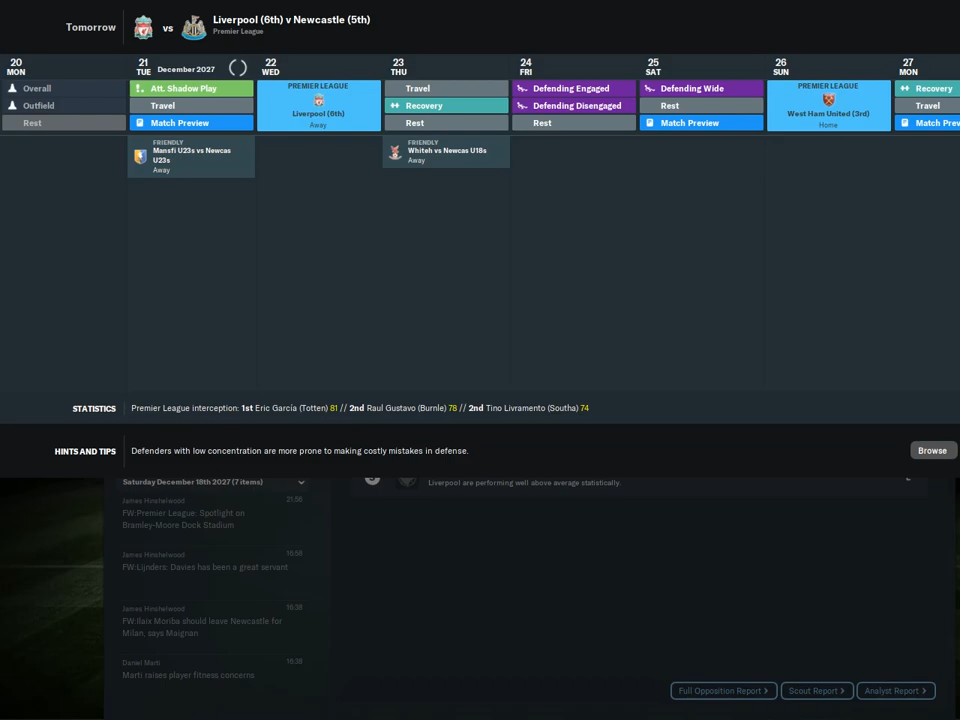 Tomorrow
vs
Liverpool (6th) v Newcastle (5th)
Premier League
20
MON
21
TUE
December 2027
22
WED
23
THU
24
FRI
25
SAT
26
SUN
27
MON
Overall
Outfield
Rest
Att. Shadow Play
Travel
Match Preview
PREMIER LEAGUE
Liverpool (6th)
Away
Travel
Recovery
Rest
Defending Engaged
Defending Disengaged
Rest
Defending Wide
Rest
Match Preview
PREMIER LEAGUE
West Ham United (3rd)
Home
Recovery
Travel
Match Prev
FRIENDLY
Mansfi U23s vs Newcas
U23s
Away
FRIENDLY
Whiteh vs Newcas U18s
Away
STATISTICS
Premier League interception: 1st Eric García (Totten) 81 // 2nd Raul Gustavo (Burnle) 78 // 2nd Tino Livramento (Southa) 74
HINTS AND TIPS
Defenders with low concentration are more prone to making costly mistakes in defense.
Browse
Saturday December 18th 2027 (7 items)
Liverpool are performing well above average statistically.
James Hinshelwood
21:56
FW:Premier League: Spotlight on
Bramley-Moore Dock Stadium
James Hinshelwood
16:56
FW:Lijnders: Davies has been a great servant
James Hinshelwood
16:39
FW:Ilaix Moriba should leave Newcastle for
Milan, says Maignan
Daniel Marti
16:38
Marti raises player fitness concerns
Full Opposition Report >
Scout Report >
Analyst Report >